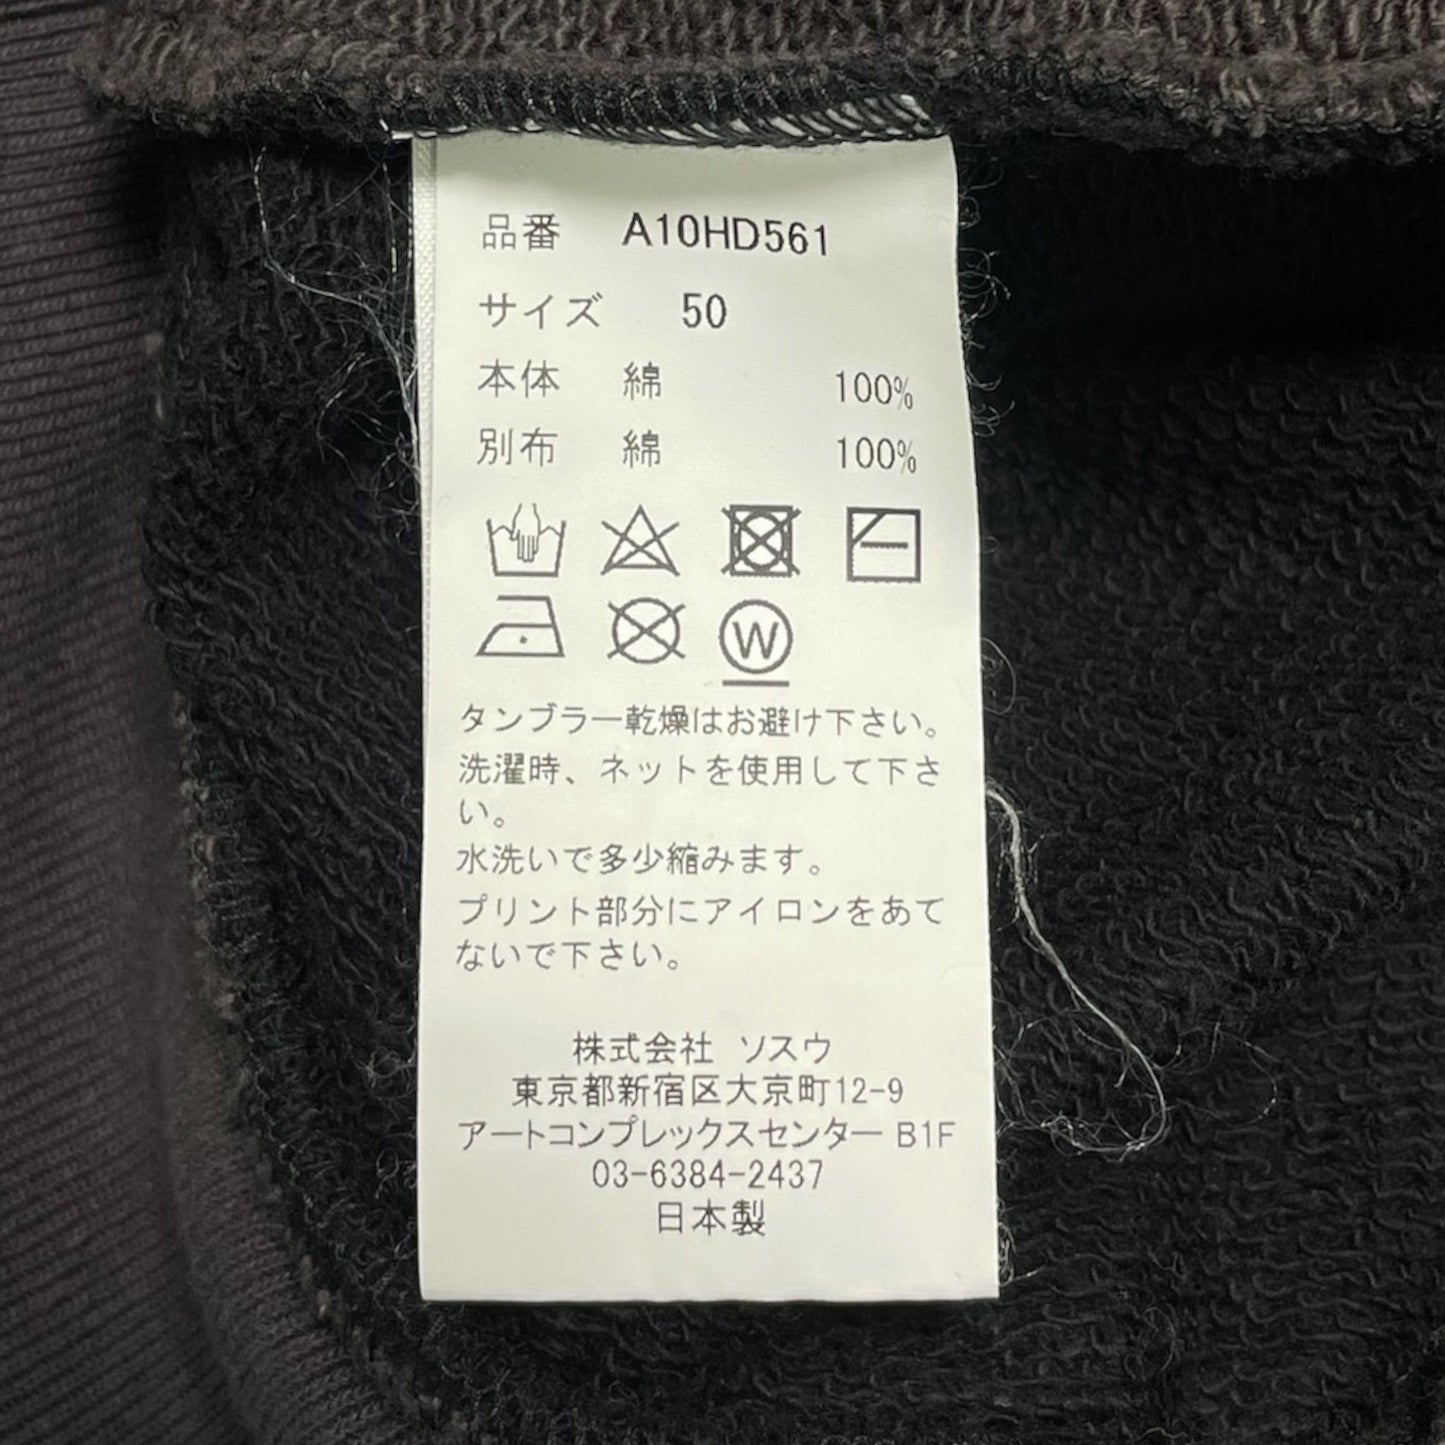 品番 A10HD561
サイズ 50
本体 綿 100%
別布 綿 100%
W
タンブラー乾燥はお避け下さい。
洗濯時、ネットを使用して下さ
い。
水洗いで多少縮みます。
プリント部分にアイロンをあて
ないで下さい。
株式会社 ソスウ
東京都新宿区大京町12-9
アートコンプレックスセンター B1F
03-6384-2437
日本製